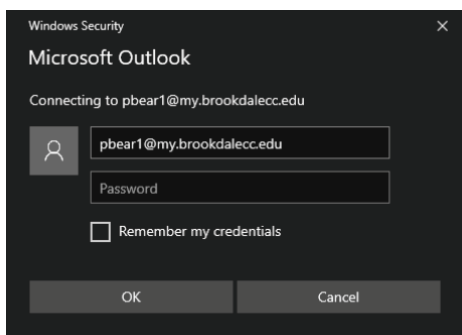 Windows Security
Microsoft Outlook
Connecting to pbear1@my.brookdalecc.edu
pbear1@my.brookdalecc.edu
Password
Remember my credentials
OK
Cancel